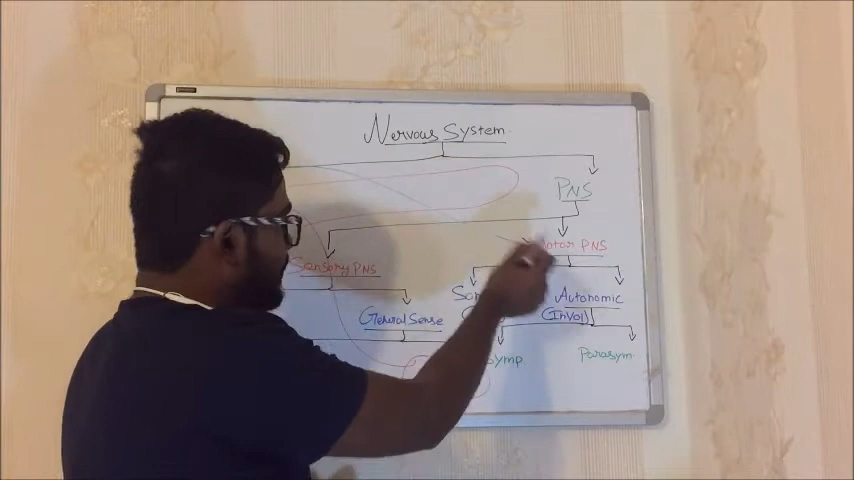 Nervous System
PNS
Motor PNS
Sensory PNS
Autonomic
(Invol)
General Sense
Symp
Parasym